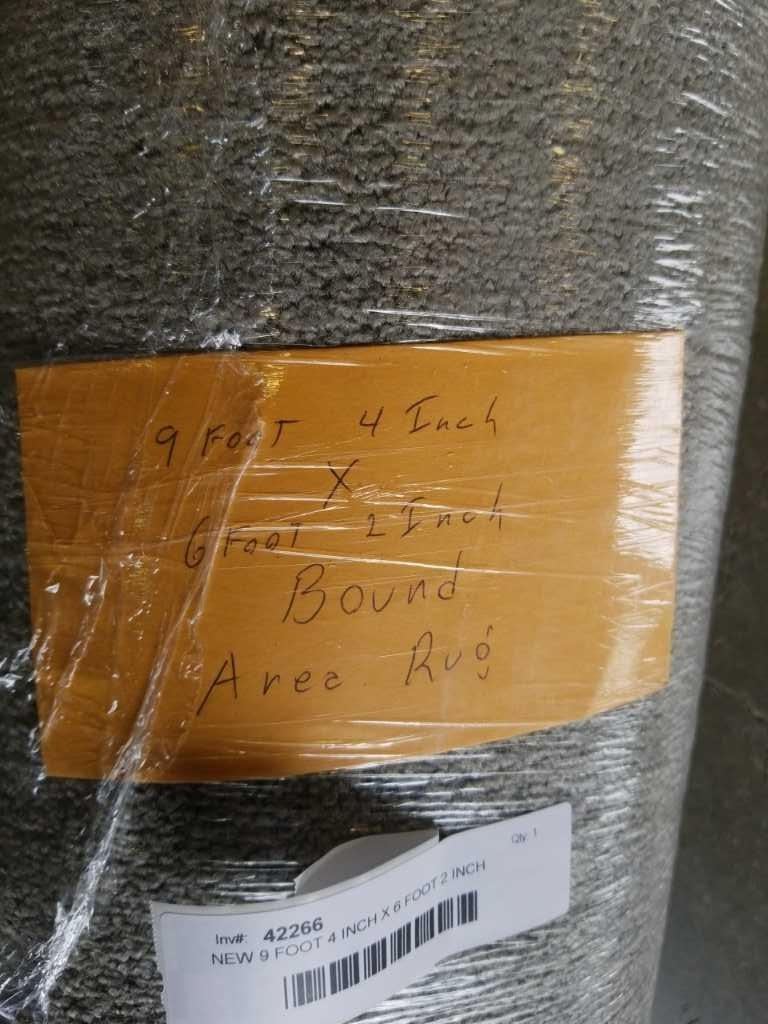 9 Foot 4 Inch
X
6 Foot 2 Inch
Bound
Area Rug
Qty: 1
Inv#: 42266
NEW 9 FOOT 4 INCH X 6 FOOT 2 INCH